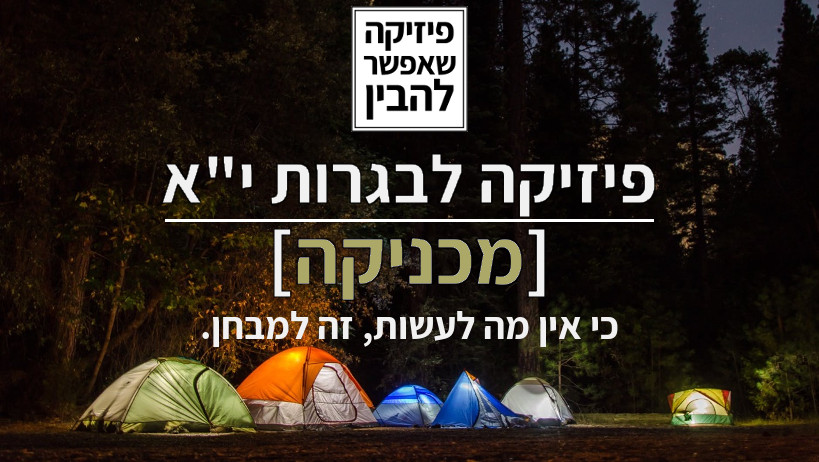 פיזיקה
שאפשר
להבין
פיזיקה לבגרות י"א
[מכניקה]
כי אין מה לעשות, זה למבחן.